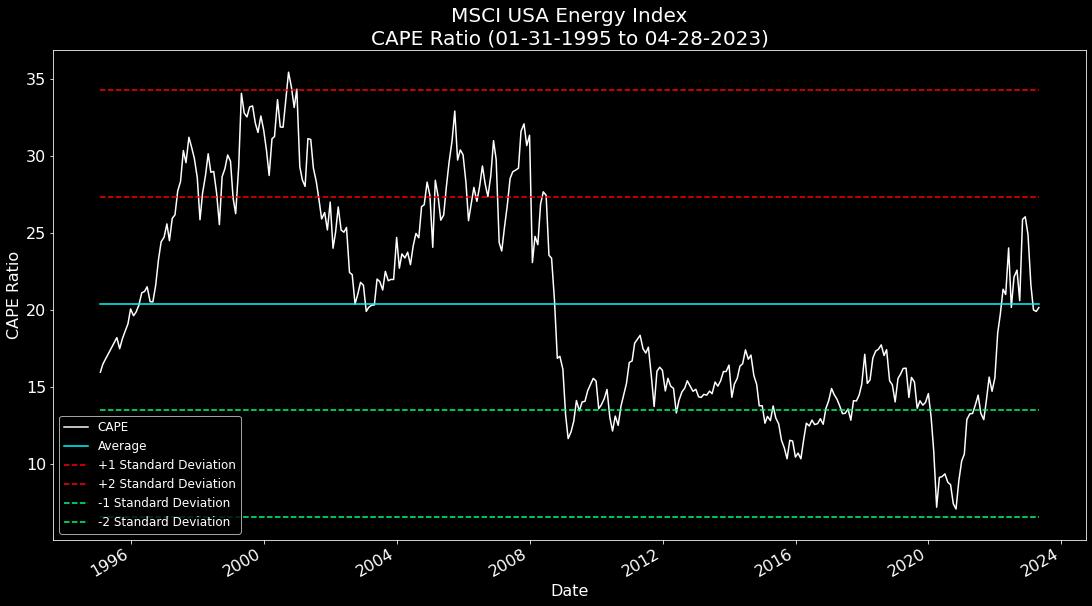 MSCI USA Energy Index
CAPE Ratio (01-31-1995 to 04-28-2023)
35
30
25
20
15
10
CAPE Ratio
CAPE
Average
+1 Standard Deviation
+2 Standard Deviation
-1 Standard Deviation
-2 Standard Deviation
1996
2000
2004
2008
2012
2016
2020
2024
Date